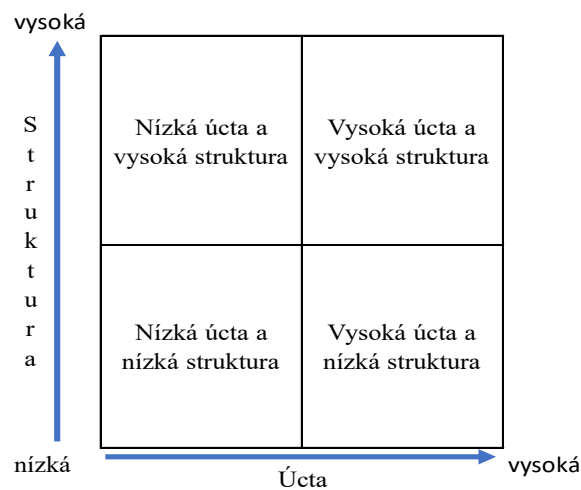 vysoká
Struktura
Nízká úcta a
vysoká struktura
Vysoká úcta a
vysoká struktura
Nízká úcta a
nízká struktura
Vysoká úcta a
nízká struktura
nízká
Úcta
vysoká